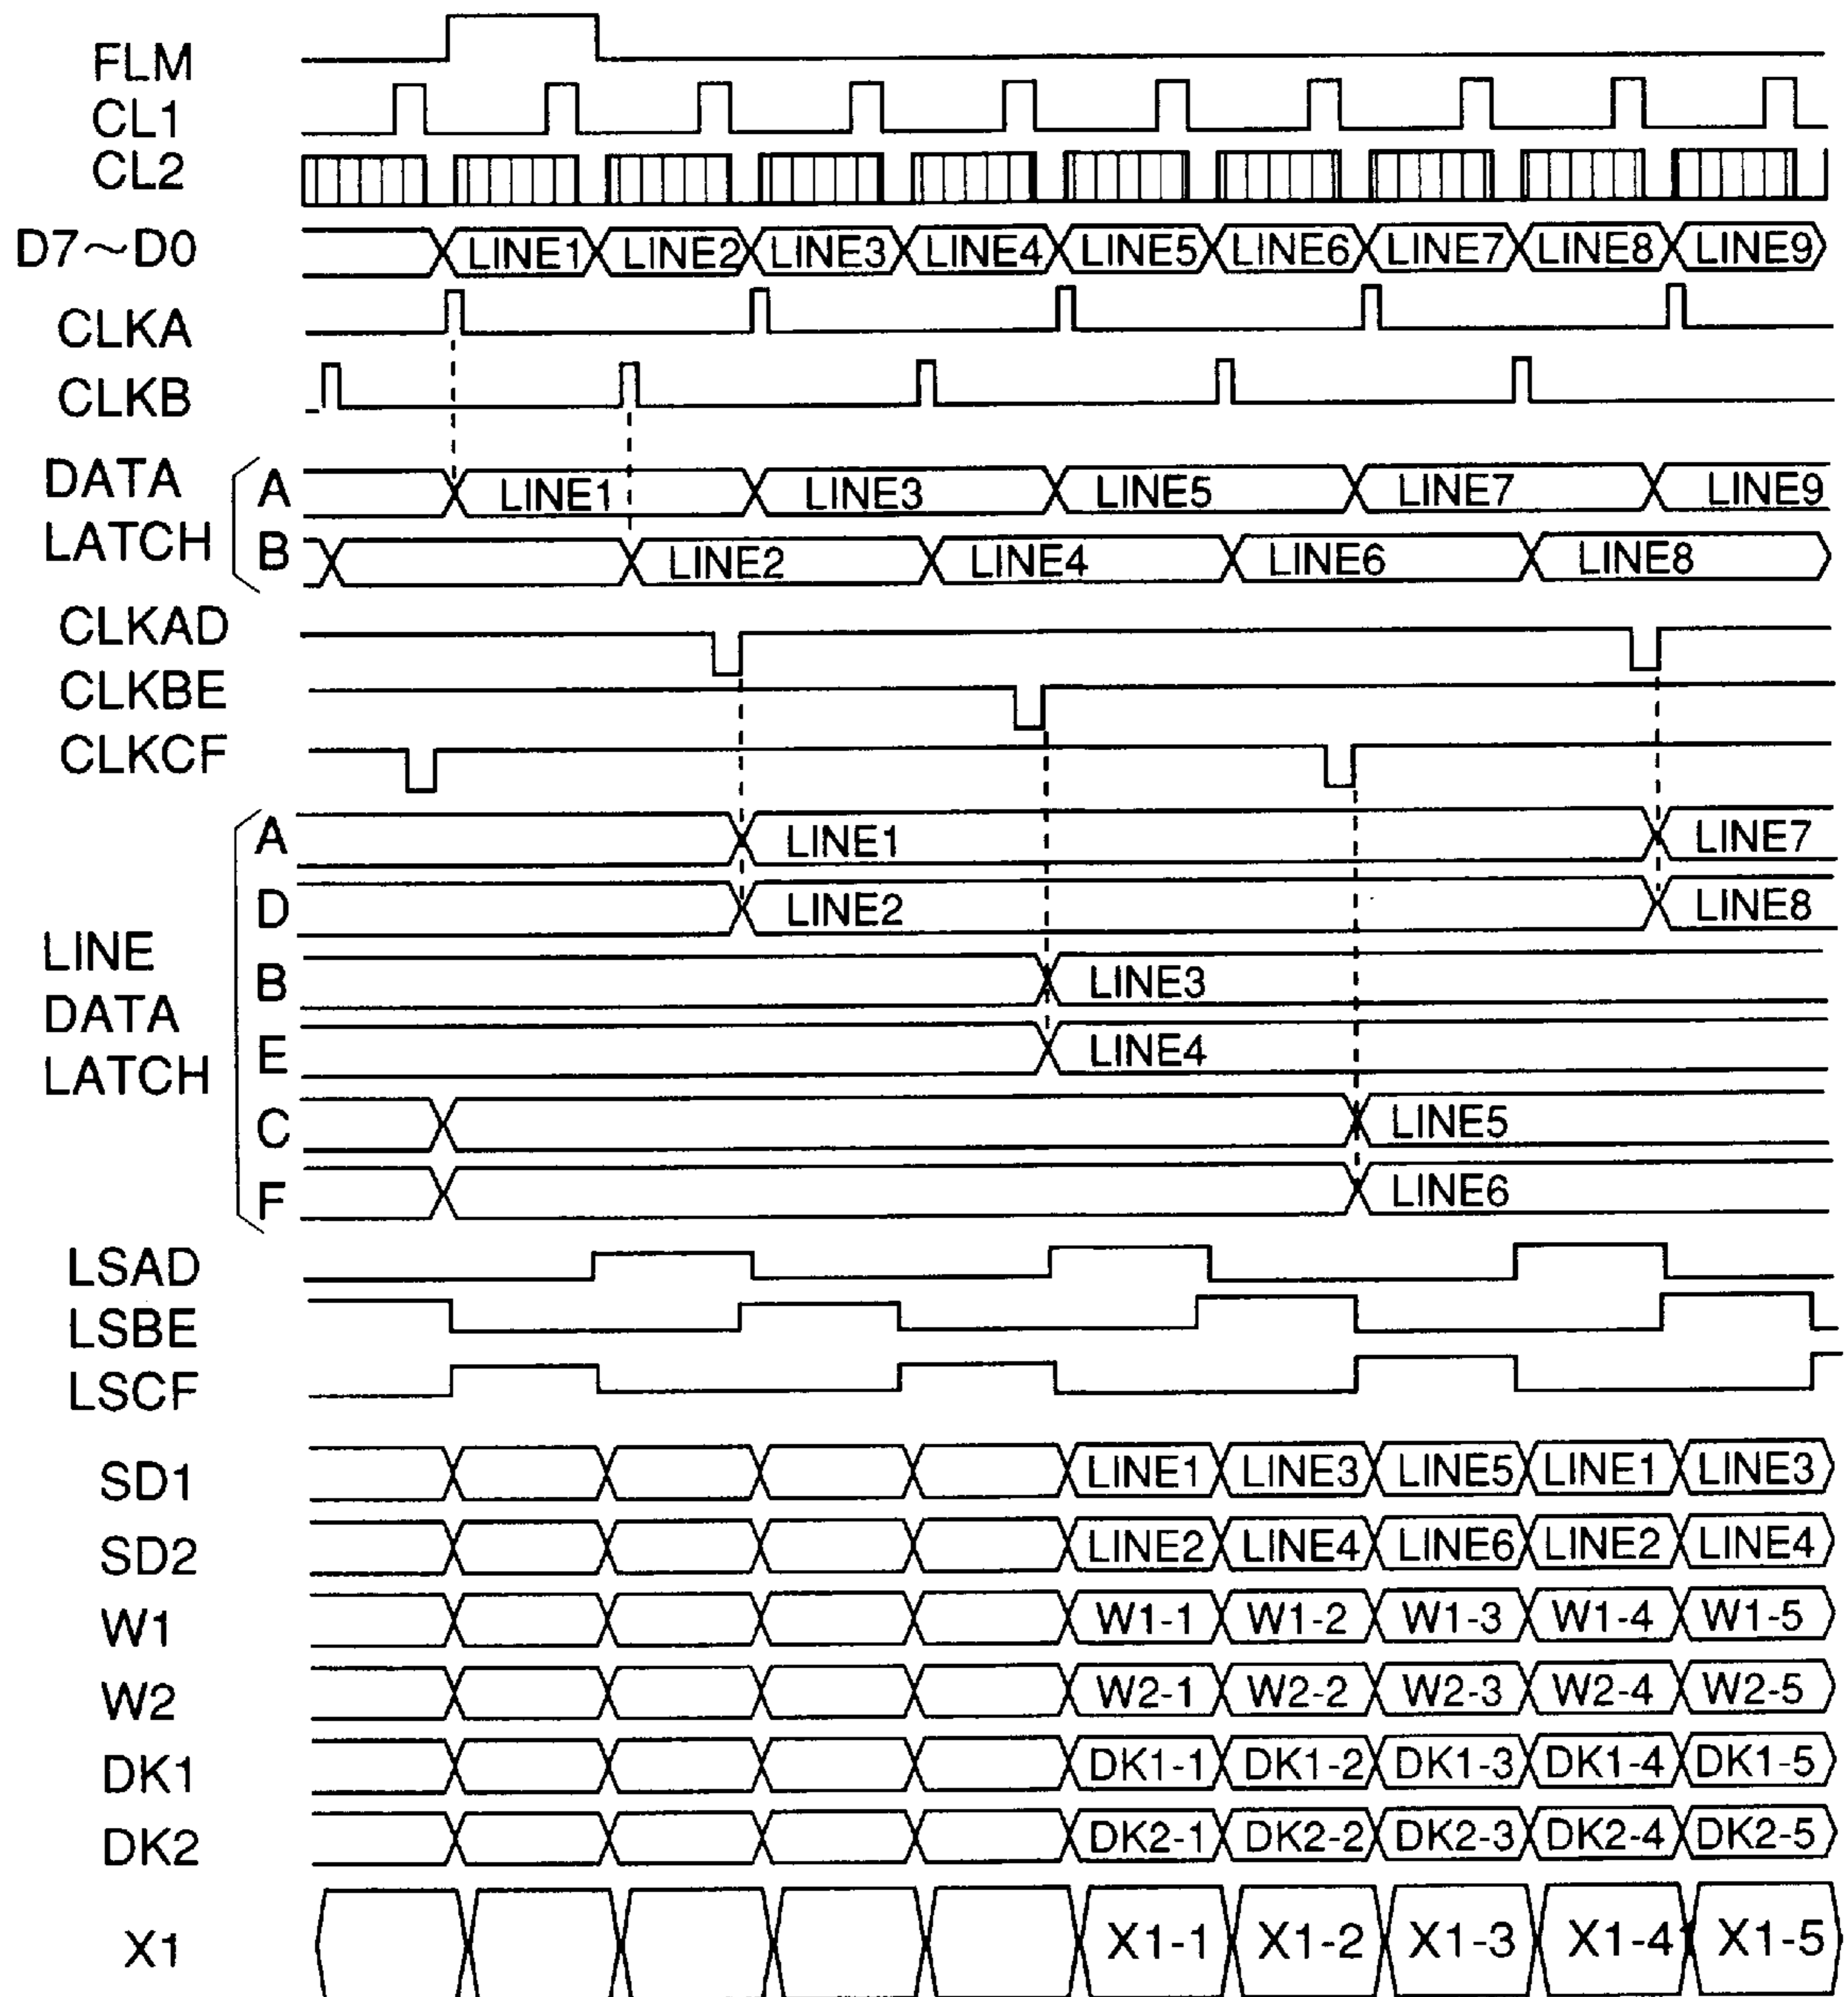 FLM
CL1
CL2
D7~D0 LINE1 LINE2 LINE3 LINE4 LINE5 LINE6 LINE7 LINE8 LINE9
CLKA
CLKB
DATA LATCH
A LINE1 LINE3 LINE5 LINE7 LINE9
B LINE2 LINE4 LINE6 LINE8
CLKAD
CLKBE
CLKCF
LINE DATA LATCH
A LINE1 LINE7
D LINE2 LINE8
B LINE3
E LINE4
C LINE5
F LINE6
LSAD
LSBE
LSCF
SD1 LINE1 LINE3 LINE5 LINE1 LINE3
SD2 LINE2 LINE4 LINE6 LINE2 LINE4
W1 W1-1 W1-2 W1-3 W1-4 W1-5
W2 W2-1 W2-2 W2-3 W2-4 W2-5
DK1 DK1-1 DK1-2 DK1-3 DK1-4 DK1-5
DK2 DK2-1 DK2-2 DK2-3 DK2-4 DK2-5
X1 X1-1 X1-2 X1-3 X1-4 X1-5